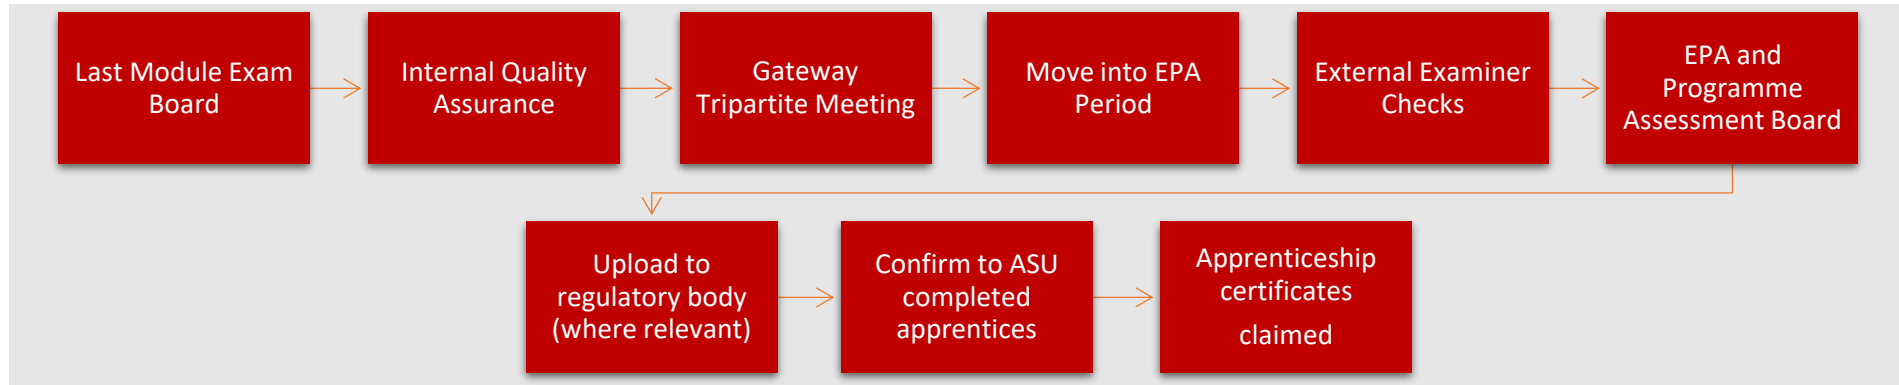 Last Module Exam
Board
Internal Quality
Assurance
Gateway
Tripartite Meeting
Move into EPA
Period
External Examiner
Checks
EPA and
Programme
Assessment Board
Upload to
regulatory body
(where relevant)
Confirm to ASU
completed
apprentices
Apprenticeship
certificates
claimed